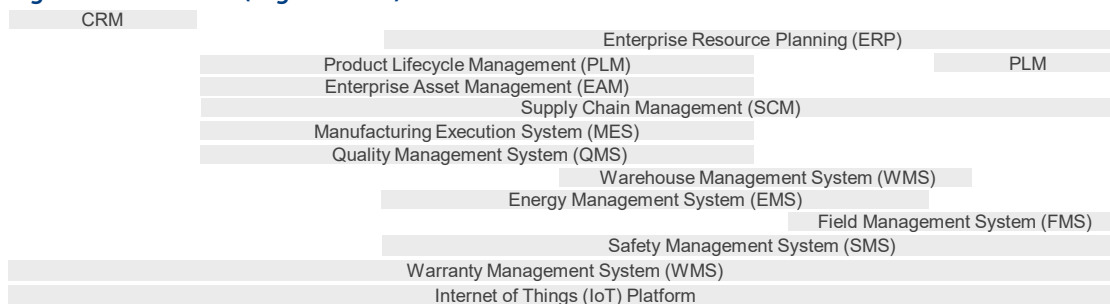 CRM
Enterprise Resource Planning (ERP)
Product Lifecycle Management (PLM) PLM
Enterprise Asset Management (EAM)
Supply Chain Management (SCM)
Manufacturing Execution System (MES)
Quality Management System (QMS)
Warehouse Management System (WMS)
Energy Management System (EMS)
Field Management System (FMS)
Safety Management System (SMS)
Warranty Management System (WMS)
Internet of Things (IoT) Platform